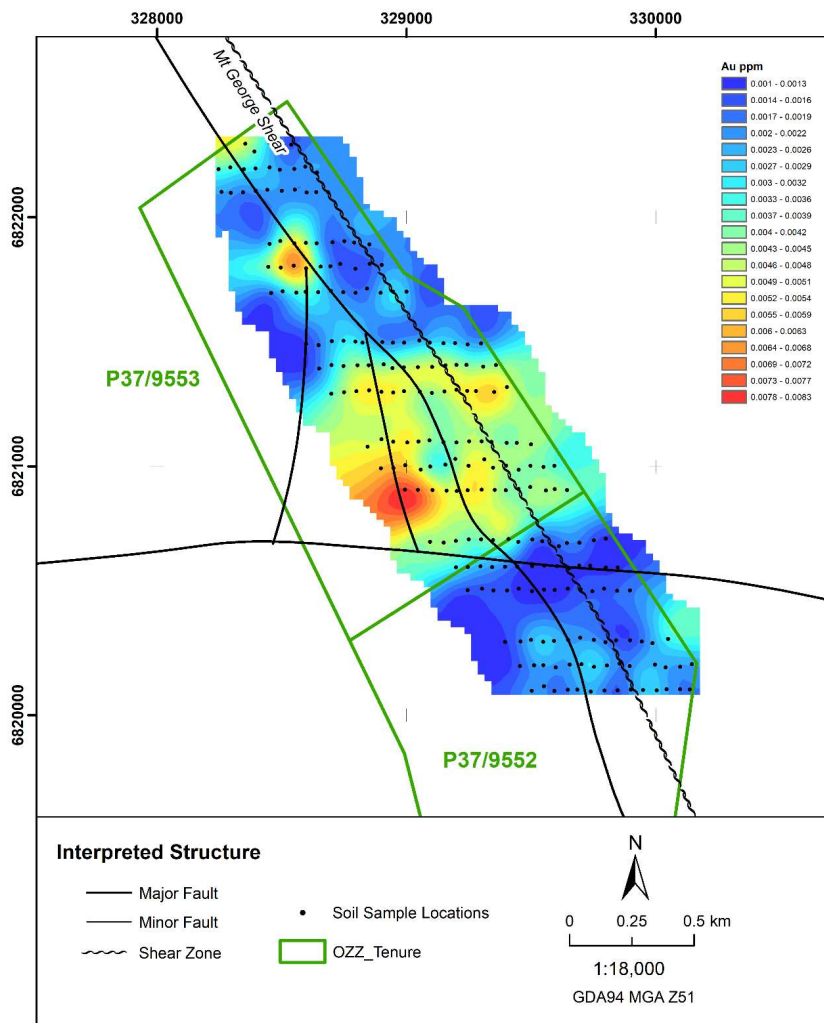 328000
329000
330000
Mt George Shear
Au ppm
0.001 - 0.0013
0.0014 - 0.0016
0.0017 - 0.0019
0.002 - 0.0022
0.0023 - 0.0026
0.0027 - 0.0029
0.003 - 0.0032
0.0033 - 0.0036
0.0037 - 0.0039
0.004 - 0.0042
0.0043 - 0.0045
0.0046 - 0.0048
0.0049 - 0.0051
0.0052 - 0.0054
0.0055 - 0.0059
0.006 - 0.0063
0.0064 - 0.0068
0.0069 - 0.0072
0.0073 - 0.0077
0.0078 - 0.0083
6822000
P37/9553
6821000
6820000
P37/9552
Interpreted Structure
Major Fault
Minor Fault
Shear Zone
Soil Sample Locations
OZZ_Tenure
N
0 0.25 0.5 km
1:18,000
GDA94 MGA Z51